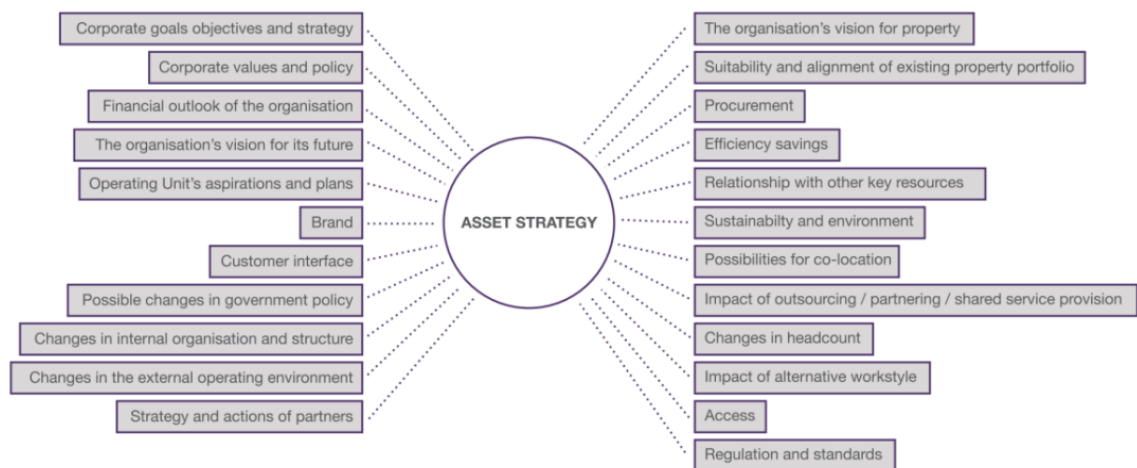 Corporate goals objectives and strategy
Corporate values and policy
Financial outlook of the organisation
The organisation's vision for its future
Operating Unit's aspirations and plans
Brand
Customer interface
Possible changes in government policy
Changes in internal organisation and structure
Changes in the external operating environment
Strategy and actions of partners
ASSET STRATEGY
The organisation's vision for property
Suitability and alignment of existing property portfolio
Procurement
Efficiency savings
Relationship with other key resources
Sustainabilty and environment
Possibilities for co-location
Impact of outsourcing / partnering / shared service provision
Changes in headcount
Impact of alternative workstyle
Access
Regulation and standards